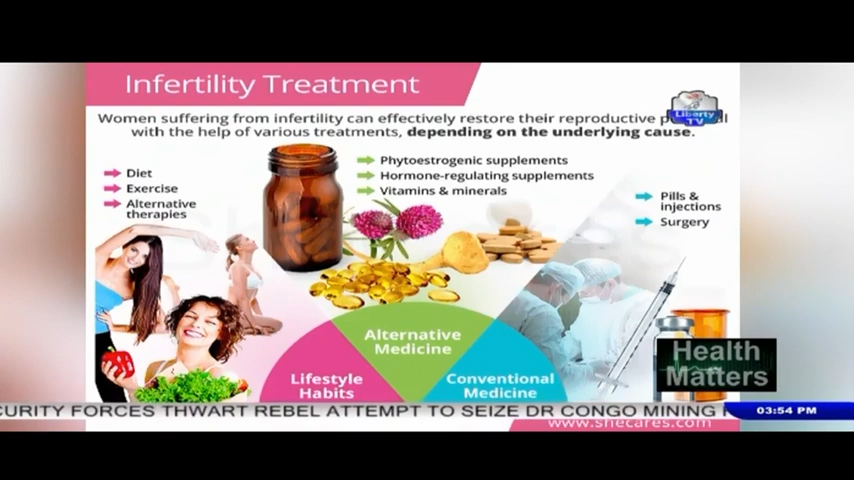 Infertility Treatment
Women suffering from infertility can effectively restore their reproductive
with the help of various treatments, depending on the underlying cause.
Liberty
TV
Diet
Exercise
Alternative
therapies
Phytoestrogenic supplements
Hormone-regulating supplements
Vitamins & minerals
Pills &
injections
Surgery
Alternative
Medicine
Lifestyle
Habits
Conventional
Medicine
Health
Matters
CURITY FORCES THWART REBEL ATTEMPT TO SEIZE DR CONGO MINING
03:54 PM
www.shecares.com